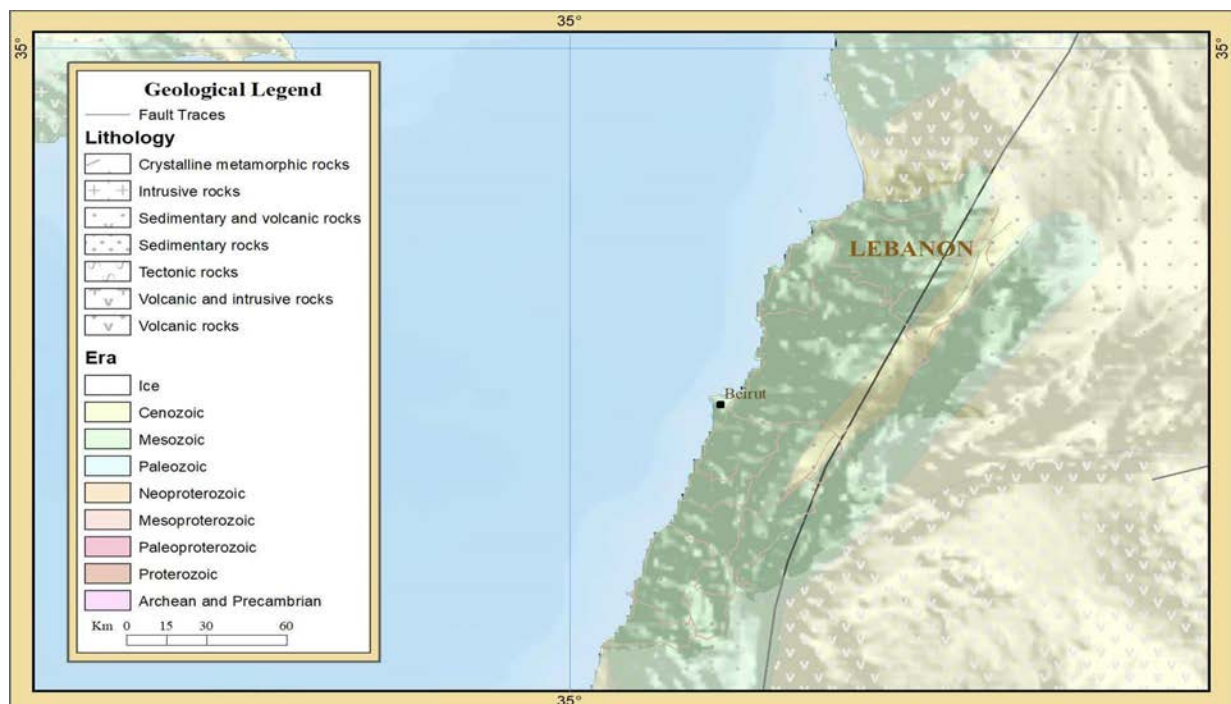 35°
35°
35°
Geological Legend
Fault Traces
Lithology
Crystalline metamorphic rocks
Intrusive rocks
Sedimentary and volcanic rocks
Sedimentary rocks
Tectonic rocks
Volcanic and intrusive rocks
Volcanic rocks
Era
Ice
Cenozoic
Mesozoic
Paleozoic
Neoproterozoic
Mesoproterozoic
Paleoproterozoic
Proterozoic
Archean and Precambrian
Km 0 15 30 60
LEBANON
Beirut
35°